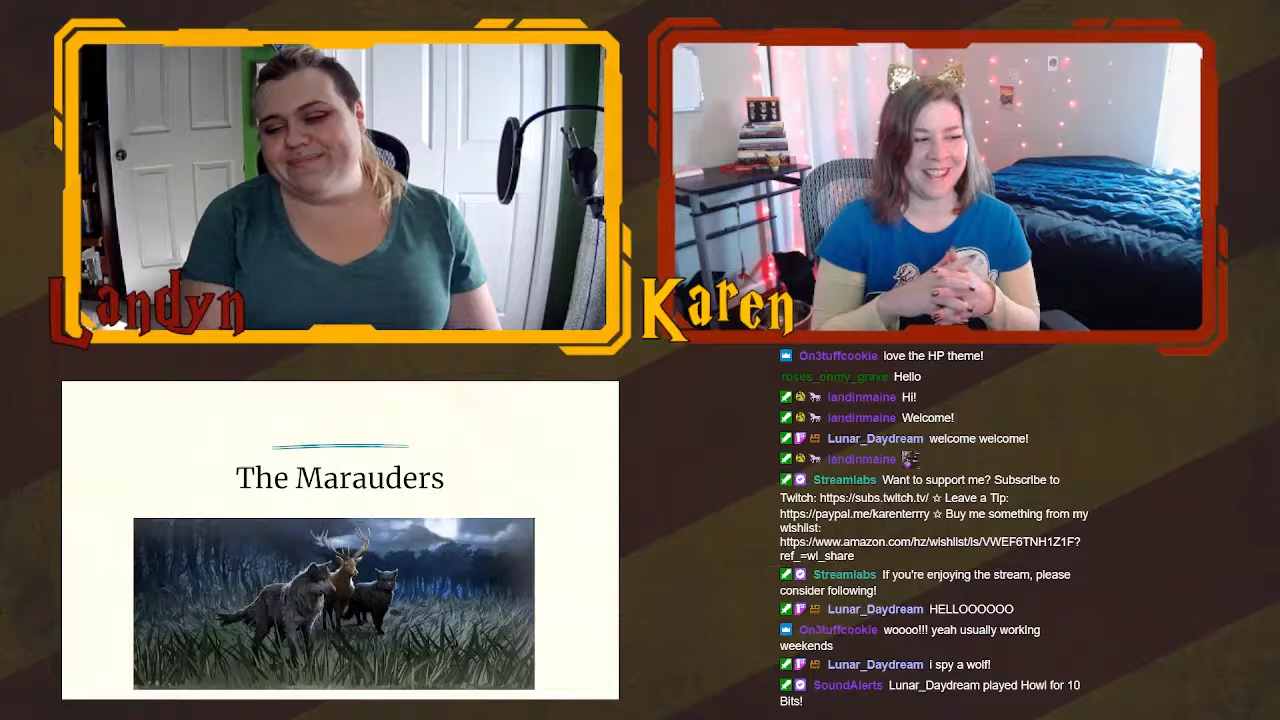 Landyn
Karen
The Marauders
On3tuffcookie love the HP theme!
roses_onmy_grave Hello
landinmaine Hi!
landinmaine Welcome!
Lunar_Daydream welcome welcome!
landinmaine
Streamlabs Want to support me? Subscribe to
Twitch: https://subs.twitch.tv/ ☆ Leave a Tip:
https://paypal.me/karenterrry ☆ Buy me something from my
wishlist:
https://www.amazon.com/hz/wishlist/ls/VWEF6TNH1Z1F?
ref_=wl_share
Streamlabs If you're enjoying the stream, please
consider following!
Lunar_Daydream HELLOOOOOO
On3tuffcookie woooo!!! yeah usually working
weekends
Lunar_Daydream i spy a wolf!
SoundAlerts Lunar_Daydream played Howl for 10
Bits!